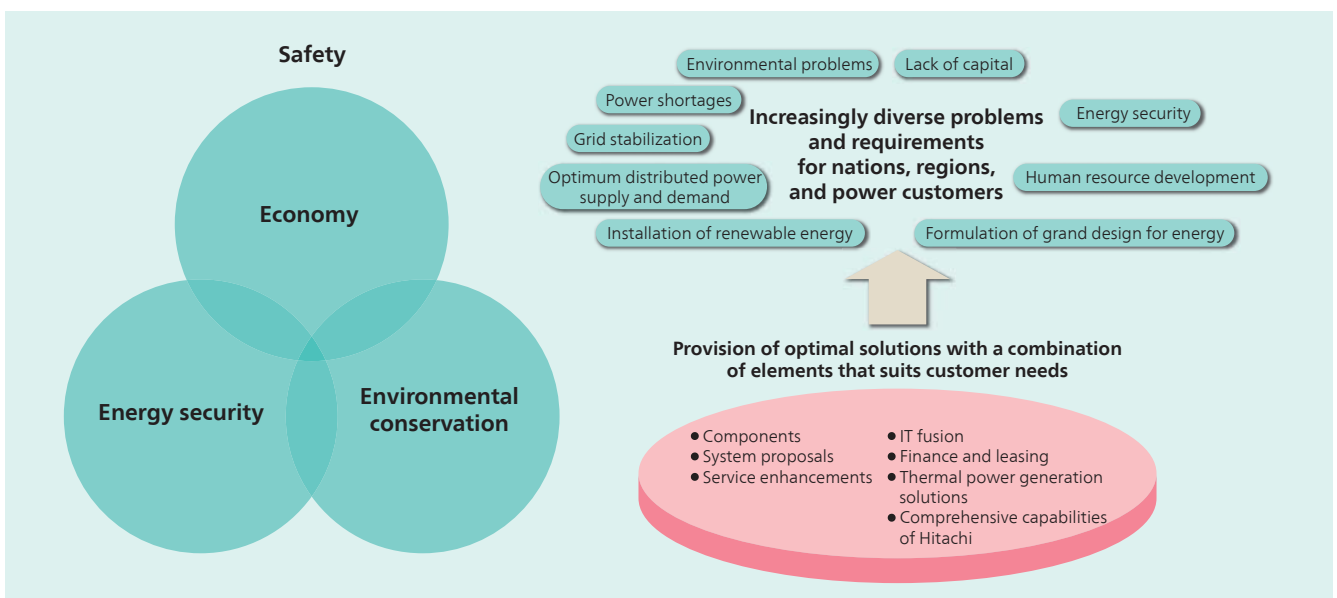 Safety
Economy
Energy security
Environmental
conservation
Environmental problems
Lack of capital
Power shortages
Energy security
Grid stabilization
Optimum distributed power
supply and demand
Human resource development
Installation of renewable energy
Formulation of grand design for energy
Increasingly diverse problems
and requirements
for nations, regions,
and power customers
Provision of optimal solutions with a combination
of elements that suits customer needs
● Components
● System proposals
● Service enhancements
● IT fusion
● Finance and leasing
● Thermal power generation
solutions
● Comprehensive capabilities
of Hitachi